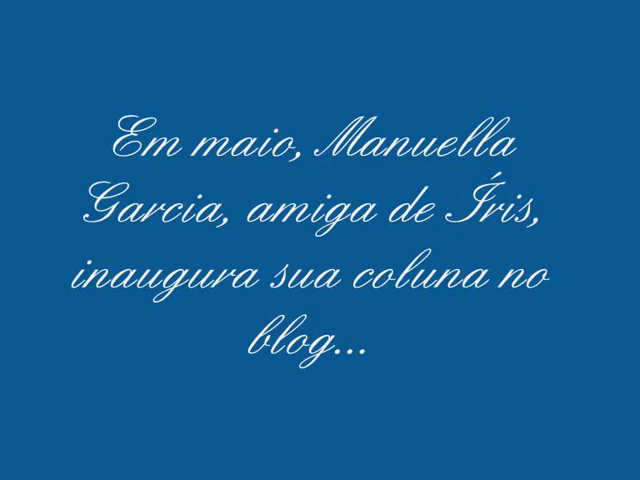 Em maio, Manuella
Garcia, amiga de Íris,
inaugura sua coluna no
blog...